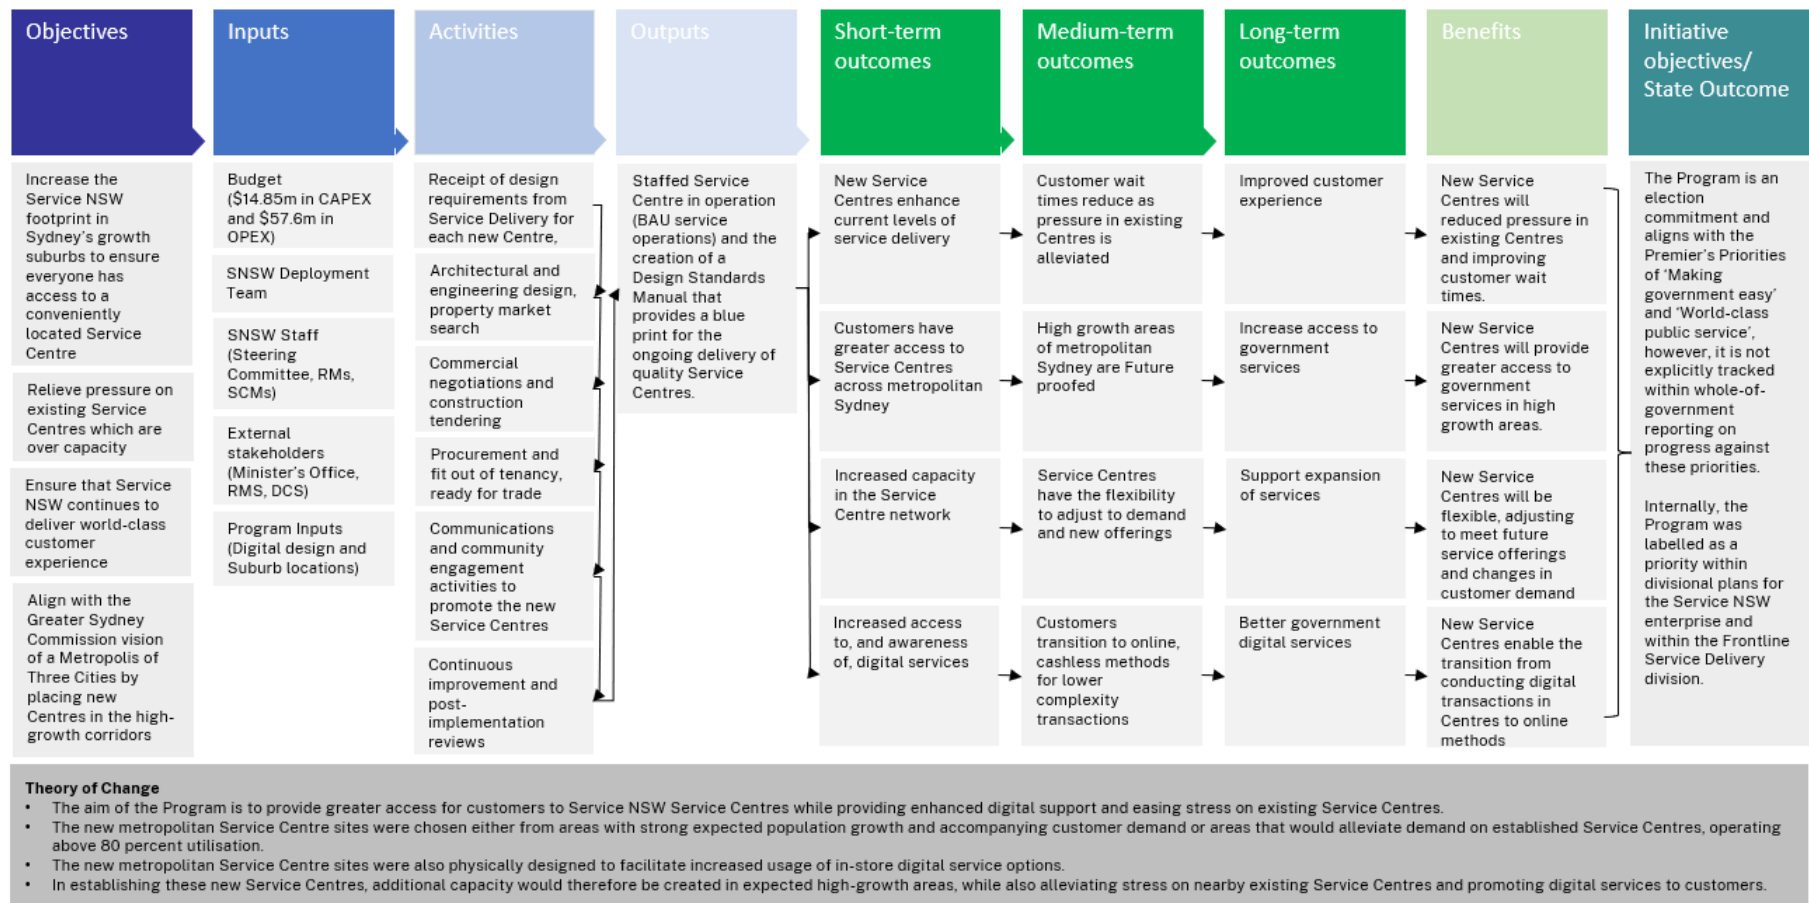 Objectives
Increase the
Service NSW
footprint in
Sydney's growth
suburbs to ensure
everyone has
access to a
conveniently
located Service
Centre
Relieve pressure on
existing Service
Centres which are
over capacity
Ensure that Service
NSW continues to
deliver world-class
customer
experience
Align with the
Greater Sydney
Commission vision
of a Metropolis of
Three Cities by
placing new
Centres in the high-
growth corridors
Inputs
Budget
($14.85m in CAPEX
and $57.6m in
OPEX)
SNSW Deployment
Team
SNSW Staff
(Steering
Committee, RMs,
SCMs)
External
stakeholders
(Minister's Office,
RMS, DCS)
Program Inputs
(Digital design and
Suburb locations)
Activities
Receipt of design
requirements from
Service Delivery for
each new Centre,
Architectural and
engineering design,
property market
search
Commercial
negotiations and
construction
tendering
Procurement and
fit out of tenancy,
ready for trade
Communications
and community
engagement
activities to
promote the new
Service Centres
Continuous
improvement and
post-
implementation
reviews
Outputs
Staffed Service
Centre in operation
(BAU service
operations) and the
creation of a
Design Standards
Manual that
provides a blue
print for the
ongoing delivery of
quality Service
Centres.
Short-term
outcomes
New Service
Centres enhance
current levels of
service delivery
Customers have
greater access to
Service Centres
across metropolitan
Sydney
Increased capacity
in the Service
Centre network
Increased access
to, and awareness
of, digital services
Medium-term
outcomes
Customer wait
times reduce as
pressure in existing
Centres is
alleviated
High growth areas
of metropolitan
Sydney are Future
proofed
Service Centres
have the flexibility
to adjust to demand
and new offerings
Customers
transition to online,
cashless methods
for lower
complexity
transactions
Long-term
outcomes
Improved customer
experience
Increase access to
government
services
Support expansion
of services
Better government
digital services
Benefits
New Service
Centres will
reduced pressure in
existing Centres
and improving
customer wait
times.
New Service
Centres will provide
greater access to
government
services in high
growth areas.
New Service
Centres will be
flexible, adjusting
to meet future
service offerings
and changes in
customer demand
New Service
Centres enable the
transition from
conducting digital
transactions in
Centres to online
methods
Initiative
objectives/
State Outcome
The Program is an
election
commitment and
aligns with the
Premier's Priorities
of 'Making
government easy'
and 'World-class
public service',
however, it is not
explicitly tracked
within whole-of-
government
reporting on
progress against
these priorities.
Internally, the
Program was
labelled as a
priority within
divisional plans for
the Service NSW
enterprise and
within the Frontline
Service Delivery
division.
Theory of Change
• The aim of the Program is to provide greater access for customers to Service NSW Service Centres while providing enhanced digital support and easing stress on existing Service Centres.
• The new metropolitan Service Centre sites were chosen either from areas with strong expected population growth and accompanying customer demand or areas that would alleviate demand on established Service Centres, operating
above 80 percent utilisation.
• The new metropolitan Service Centre sites were also physically designed to facilitate increased usage of in-store digital service options.
• In establishing these new Service Centres, additional capacity would therefore be created in expected high-growth areas, while also alleviating stress on nearby existing Service Centres and promoting digital services to customers.